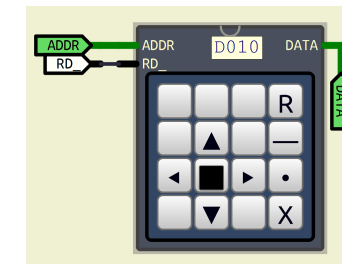 ADDR ADDR D010 DATA
RD_ RD_
DATA
R
▲ —
◄ ■ ► •
▼ X